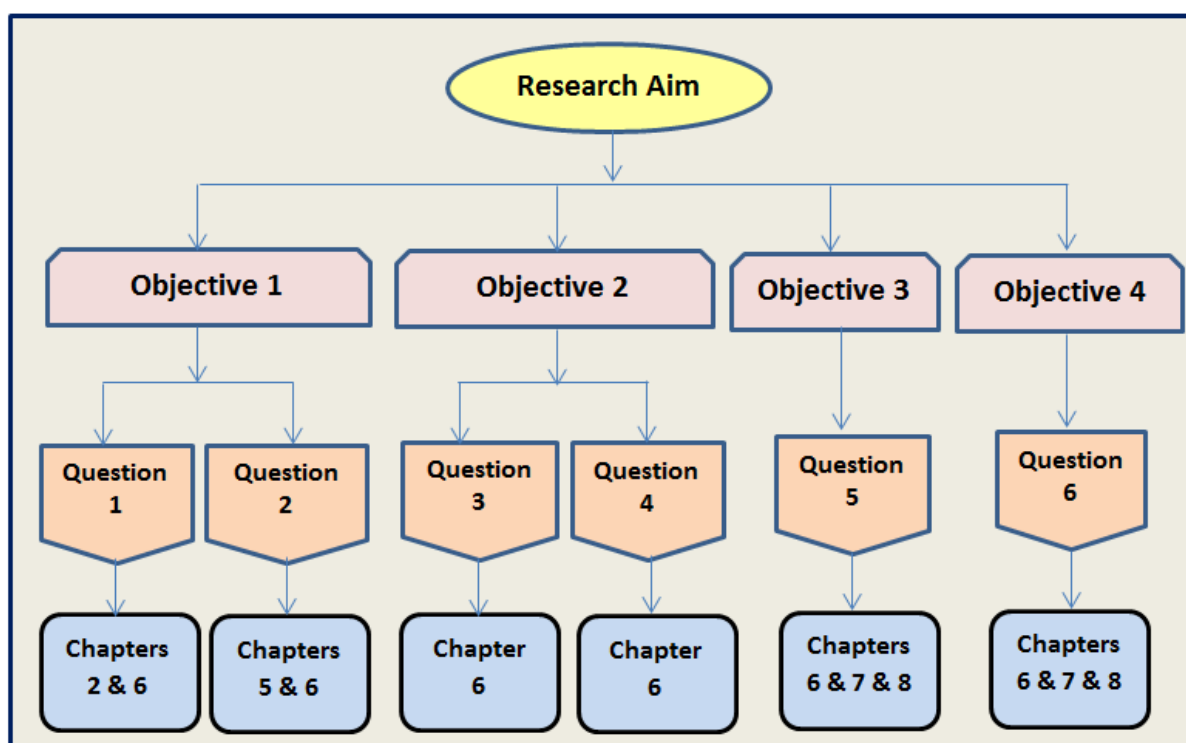 Research Aim
Objective 1
Objective 2
Objective 3
Objective 4
Question
1
Question
2
Question
3
Question
4
Question
5
Question
6
Chapters
2 & 6
Chapters
5 & 6
Chapter
6
Chapter
6
Chapters
6 & 7 & 8
Chapters
6 & 7 & 8